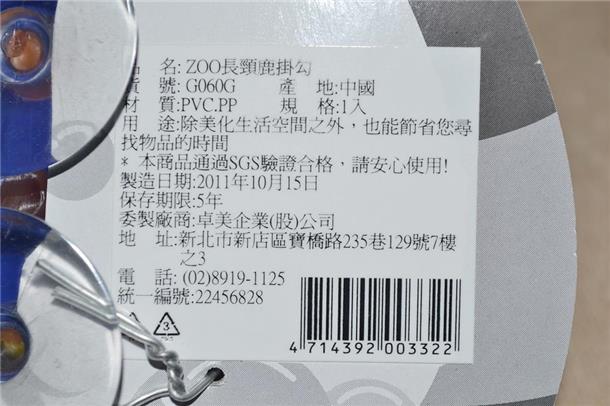 品 名: ZOO長頸鹿掛勾
貨 號: G060G 產 地:中國
材 質:PVC.PP 規 格:1入
用 途:除美化生活空間之外，也能節省您尋
找物品的時間
* 本商品通過SGS驗證合格，請安心使用!
製造日期:2011年10月15日
保存期限:5年
委製廠商:卓美企業(股)公司
地 址:新北市新店區寶橋路235巷129號7樓
之3
電 話: (02)8919-1125
統一編號:22456828
3
4 714392 003322